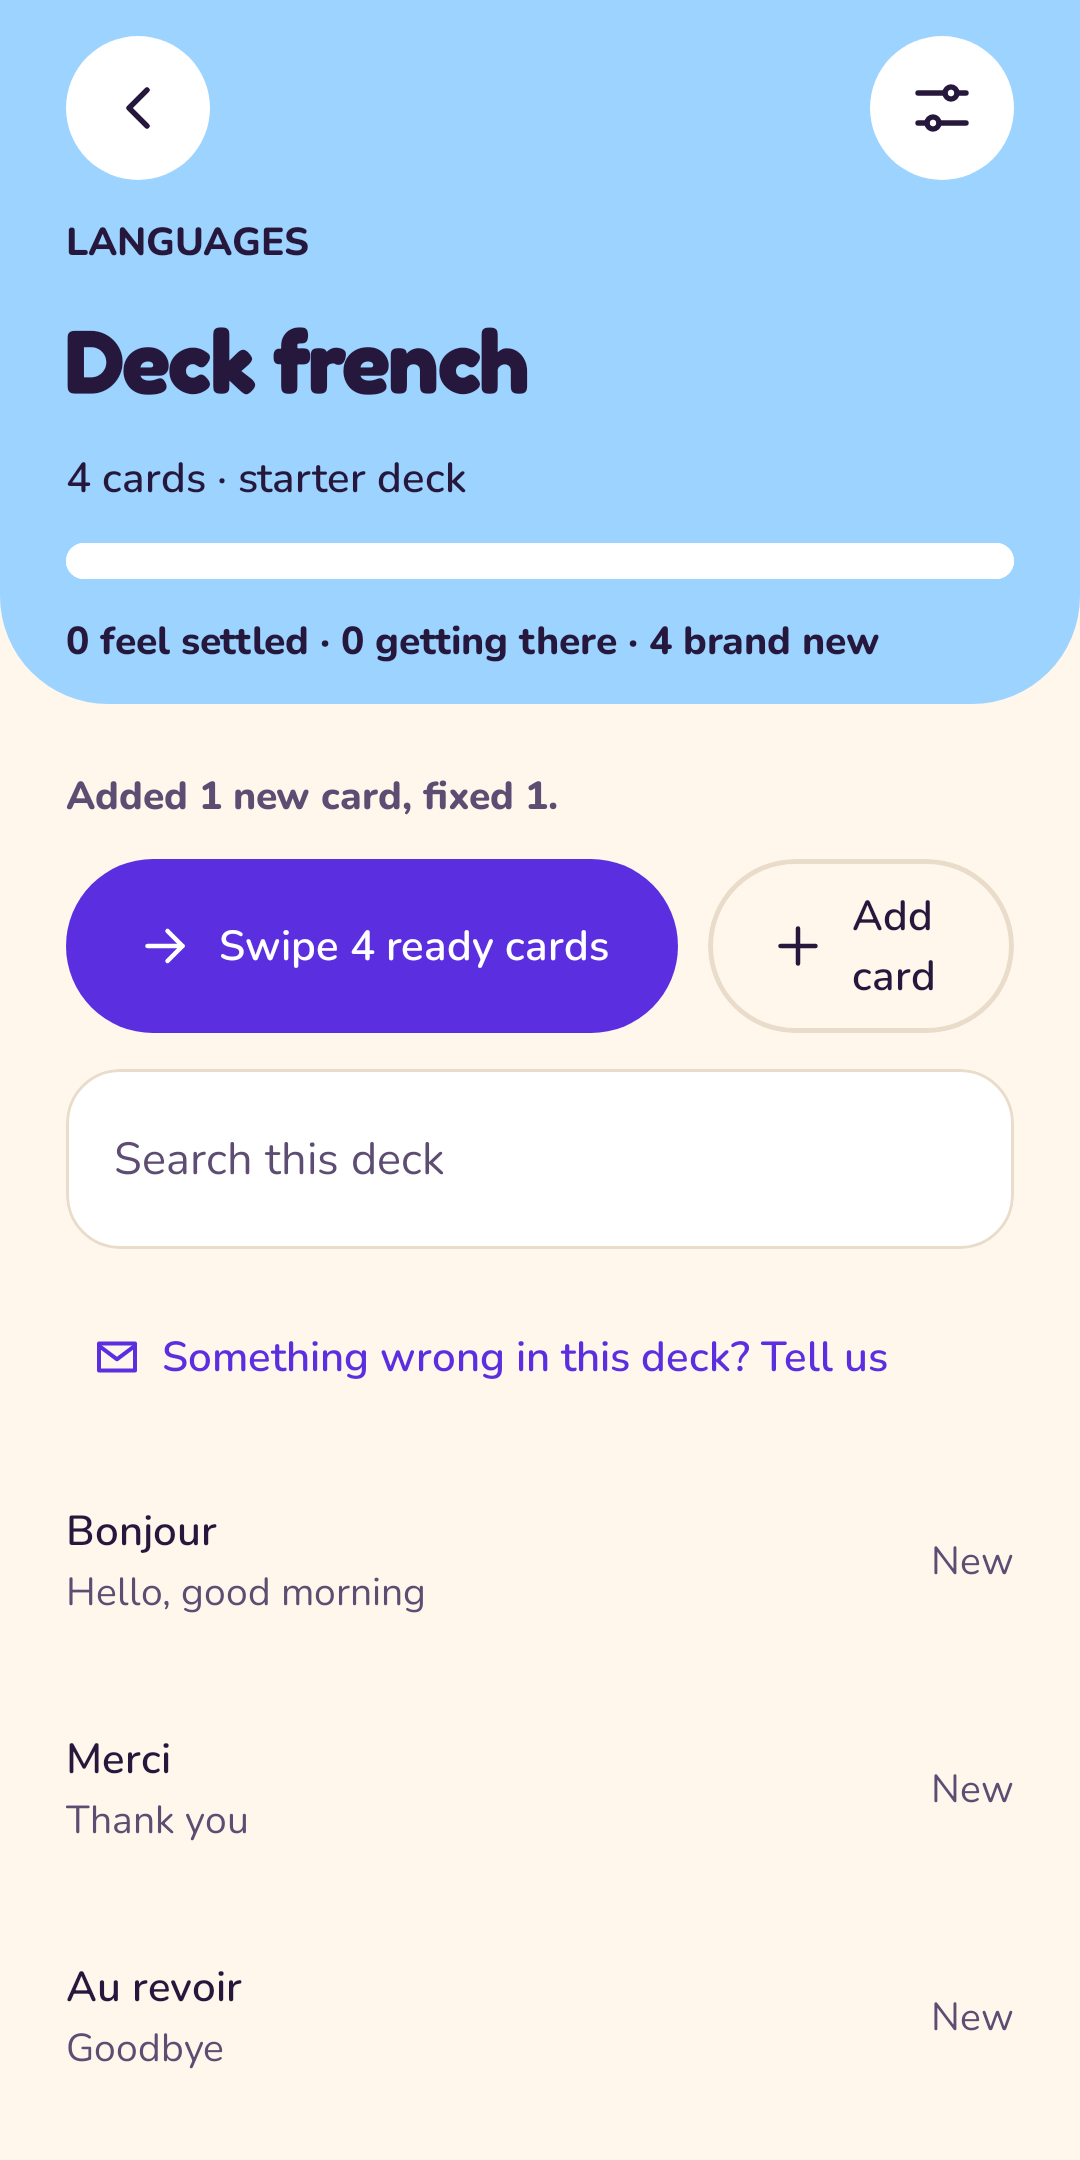 LANGUAGES
Deck french
4 cards · starter deck
0 feel settled · 0 getting there · 4 brand new
Added 1 new card, fixed 1.
Swipe 4 ready cards
Add
card
Search this deck
Something wrong in this deck? Tell us
Bonjour
Hello, good morning
New
Merci
Thank you
New
Au revoir
Goodbye
New